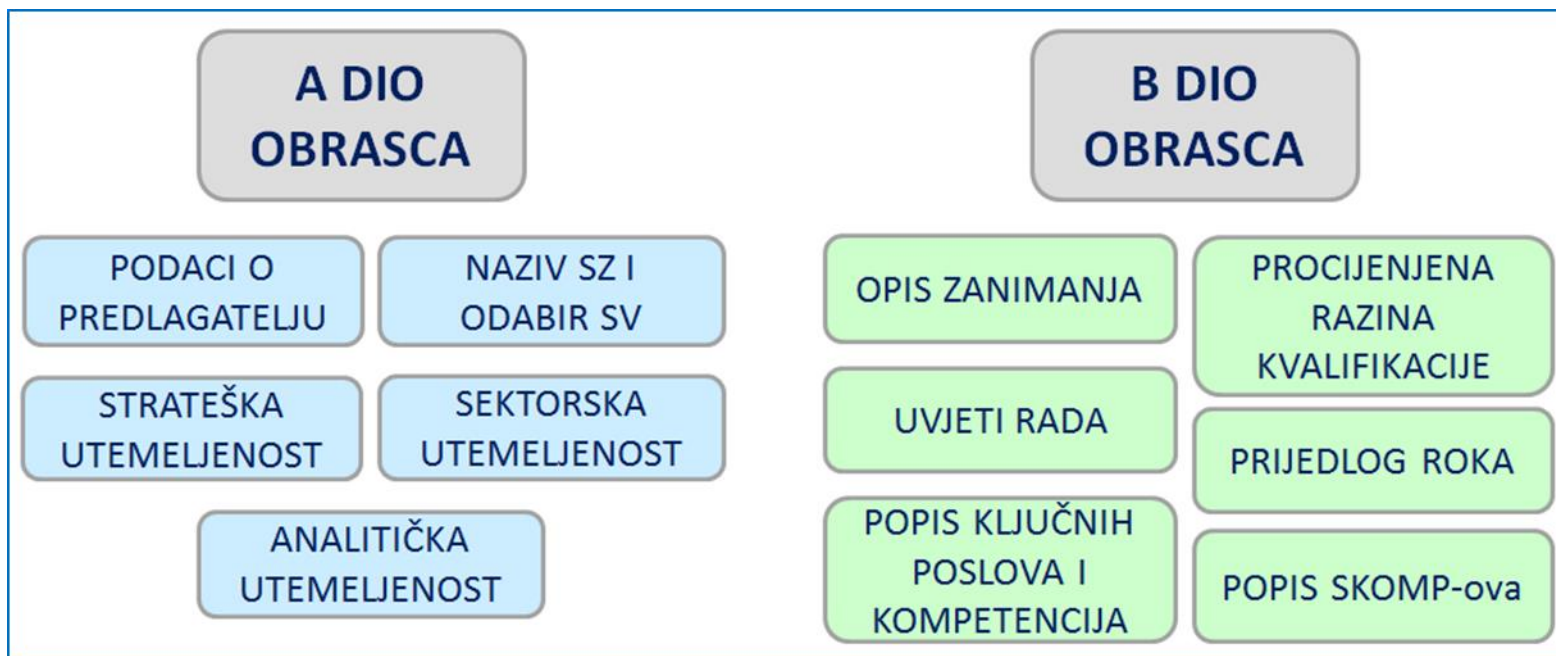 A DIO
OBRASCA
PODACI O
PREDLAGATELJU
NAZIV SZ I
ODABIR SV
STRATEŠKA
UTEMELJENOST
SEKTORSKA
UTEMELJENOST
ANALITIČKA
UTEMELJENOST
B DIO
OBRASCA
OPIS ZANIMANJA
UVJETI RADA
POPIS KLJUČNIH
POSLOVA I
KOMPETENCIJA
PROCIJENJENA
RAZINA
KVALIFIKACIJE
PRIJEDLOG ROKA
POPIS SKOMP-ova